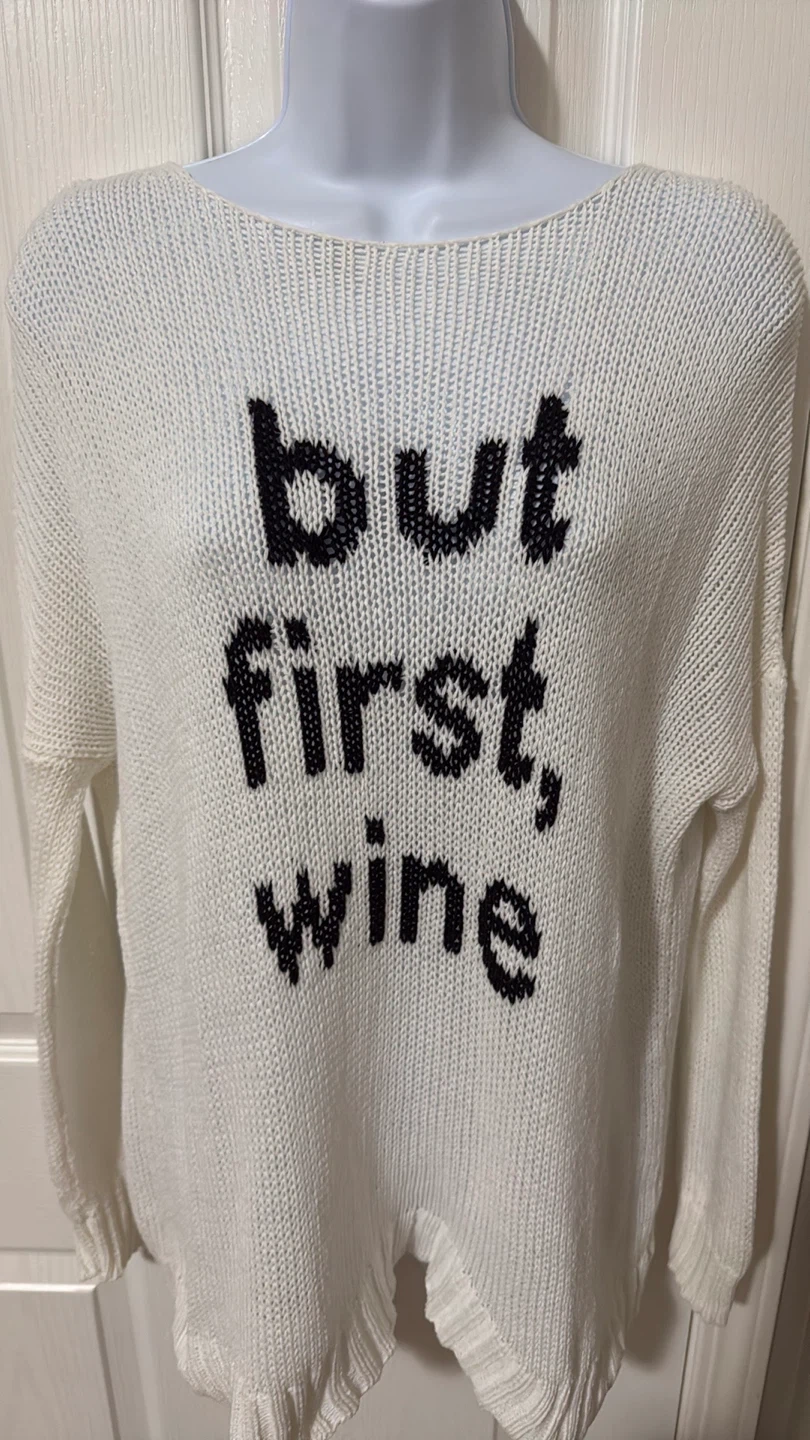 but
first,
wine